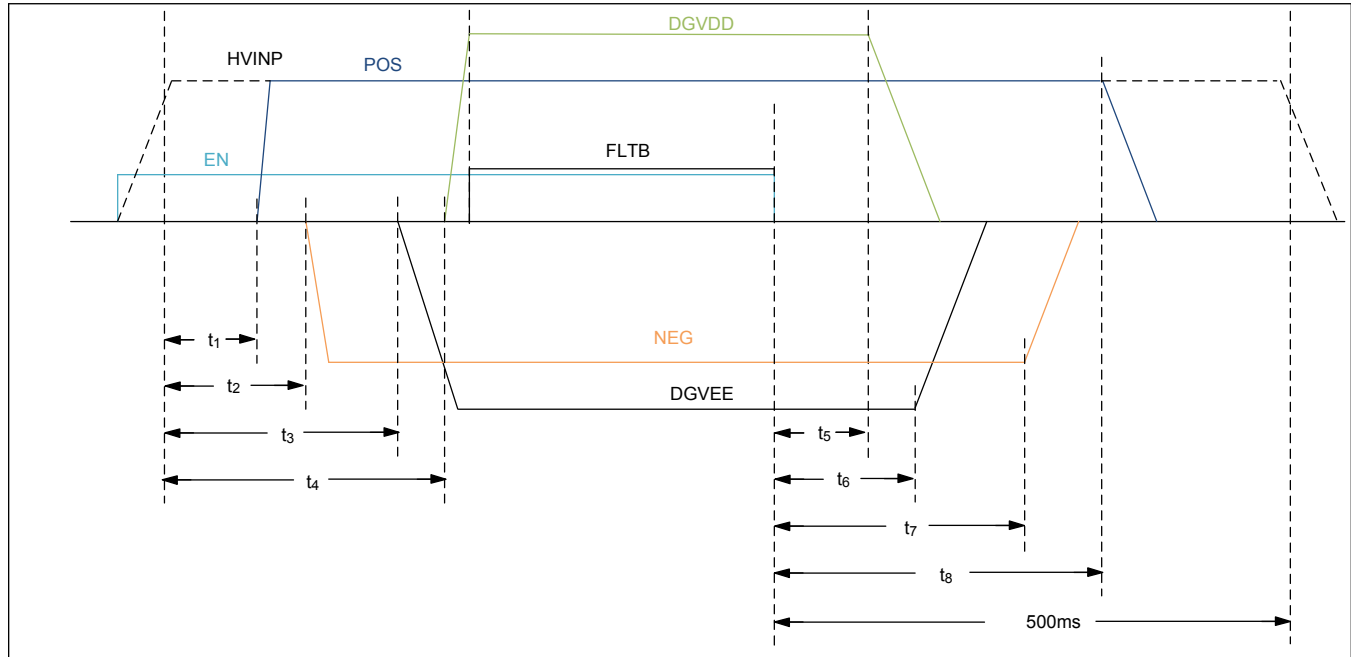 DGVDD
HVINP
POS
FLTB
EN
NEG
DGVEE
t1
t2
t3
t4
t5
t6
t7
t8
500ms